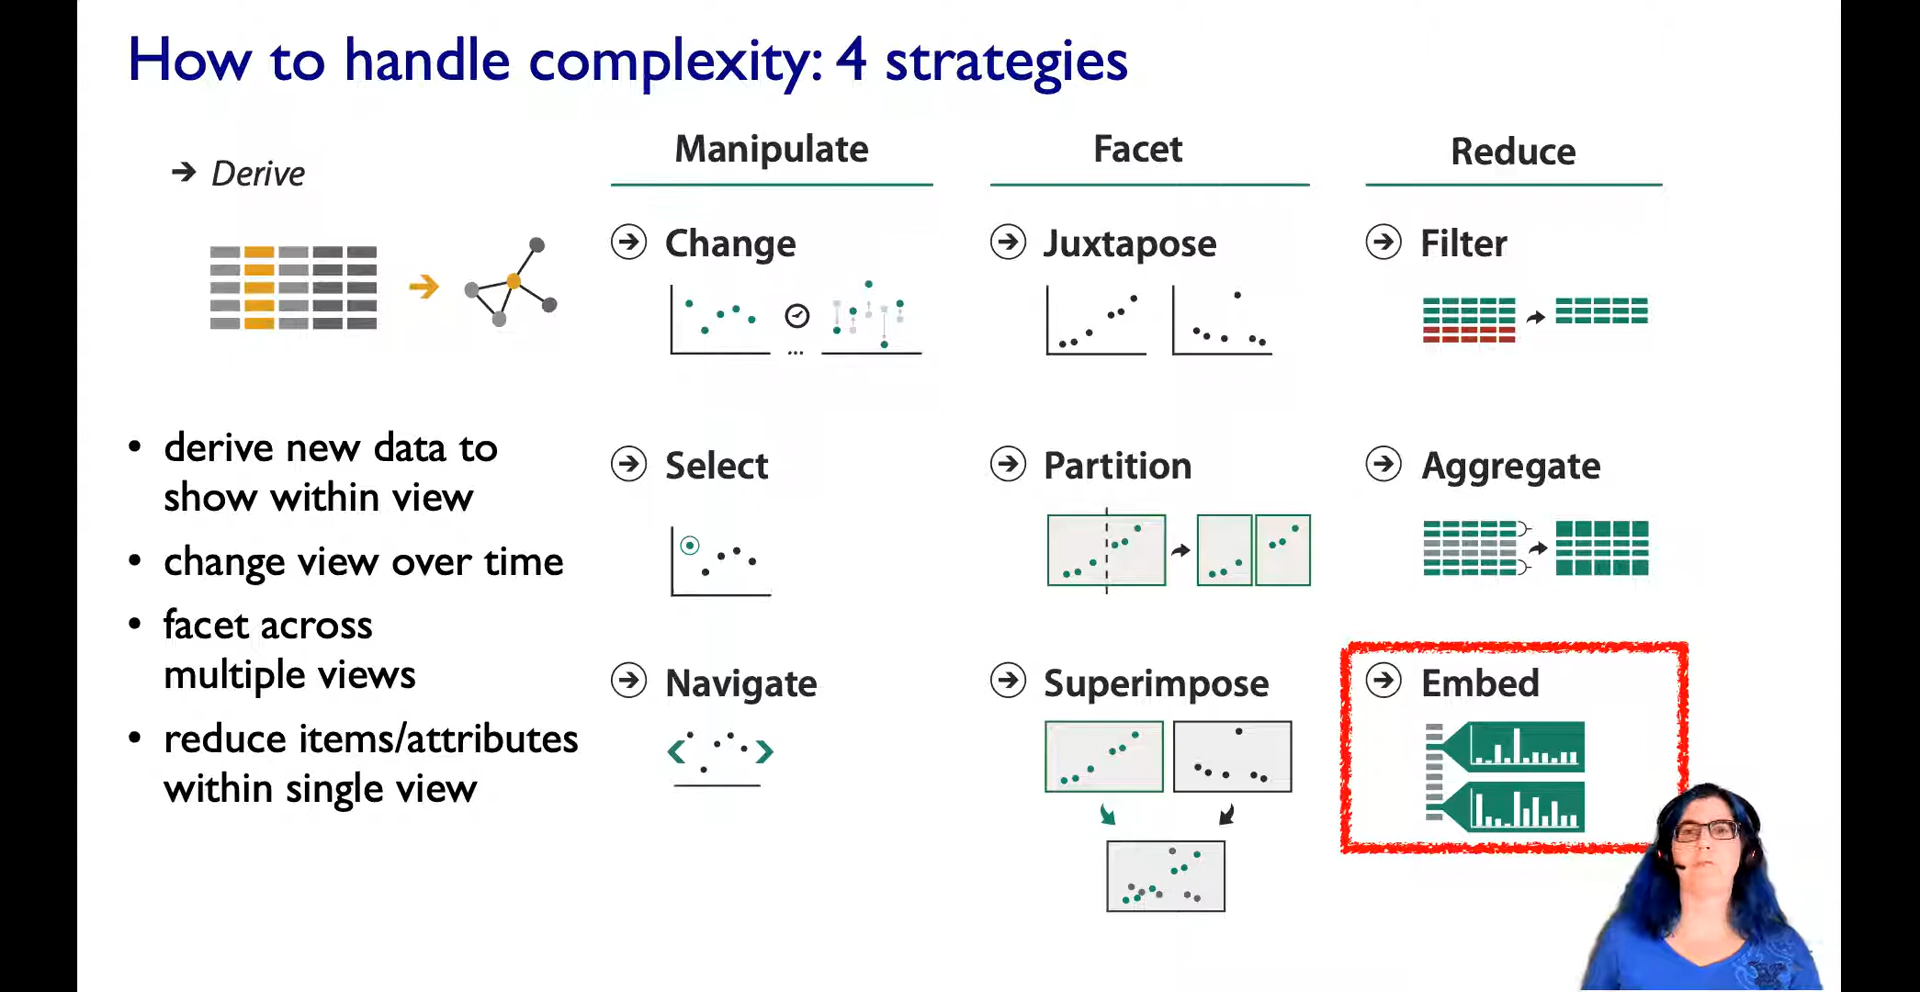 How to handle complexity: 4 strategies
➔ Derive
• derive new data to
show within view
• change view over time
• facet across
multiple views
• reduce items/attributes
within single view
Manipulate
Change
...
Select
Navigate
Facet
Juxtapose
Partition
Superimpose
Reduce
Filter
Aggregate
Embed